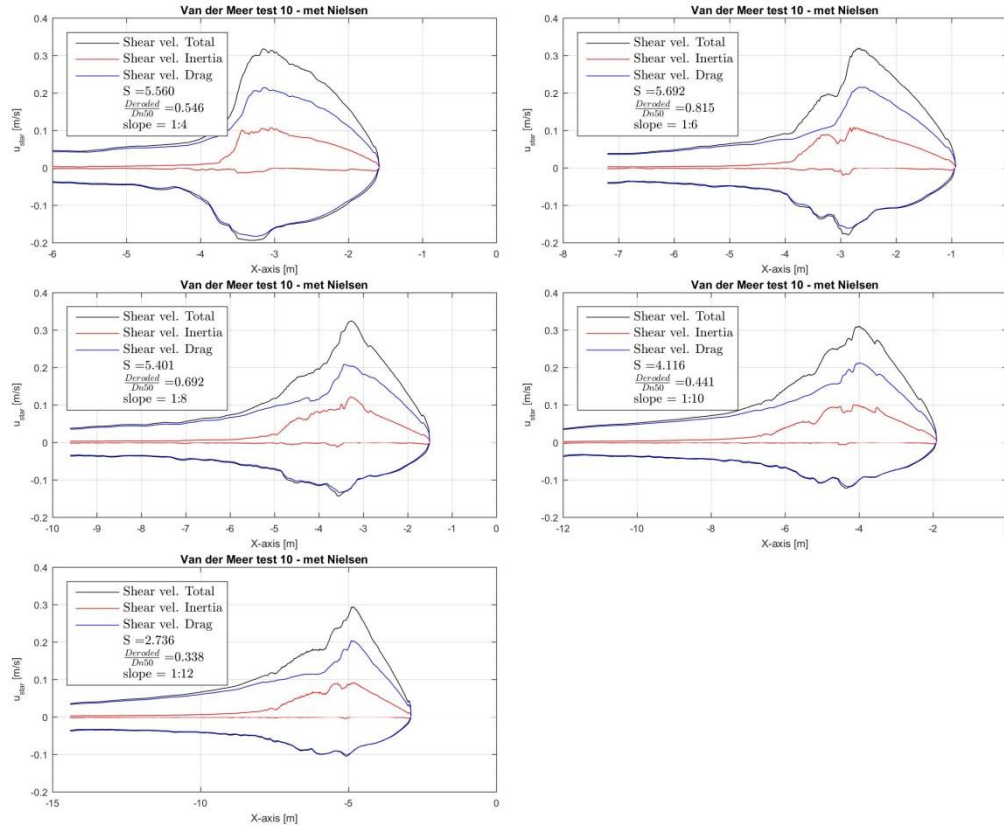 Van der Meer test 10 - met Nielsen
0.4
0.3
0.2
0.1
0
-0.1
-0.2
u_star [m/s]
Shear vel. Total
Shear vel. Inertia
Shear vel. Drag
S =5.560
Deroded/Dn50 =0.546
slope = 1:4
-6 -5 -4 -3 -2 -1 0
X-axis [m]
Van der Meer test 10 - met Nielsen
0.4
0.3
0.2
0.1
0
-0.1
-0.2
u_star [m/s]
Shear vel. Total
Shear vel. Inertia
Shear vel. Drag
S =5.692
Deroded/Dn50 =0.815
slope = 1:6
-8 -7 -6 -5 -4 -3 -2 -1
X-axis [m]
Van der Meer test 10 - met Nielsen
0.4
0.3
0.2
0.1
0
-0.1
-0.2
u_star [m/s]
Shear vel. Total
Shear vel. Inertia
Shear vel. Drag
S =5.401
Deroded/Dn50 =0.692
slope = 1:8
-10 -9 -8 -7 -6 -5 -4 -3 -2 -1 0
X-axis [m]
Van der Meer test 10 - met Nielsen
0.4
0.3
0.2
0.1
0
-0.1
-0.2
u_star [m/s]
Shear vel. Total
Shear vel. Inertia
Shear vel. Drag
S =4.116
Deroded/Dn50 =0.441
slope = 1:10
-12 -10 -8 -6 -4 -2
X-axis [m]
Van der Meer test 10 - met Nielsen
0.4
0.3
0.2
0.1
0
-0.1
-0.2
u_star [m/s]
Shear vel. Total
Shear vel. Inertia
Shear vel. Drag
S =2.736
Deroded/Dn50 =0.338
slope = 1:12
-15 -10 -5 0
X-axis [m]